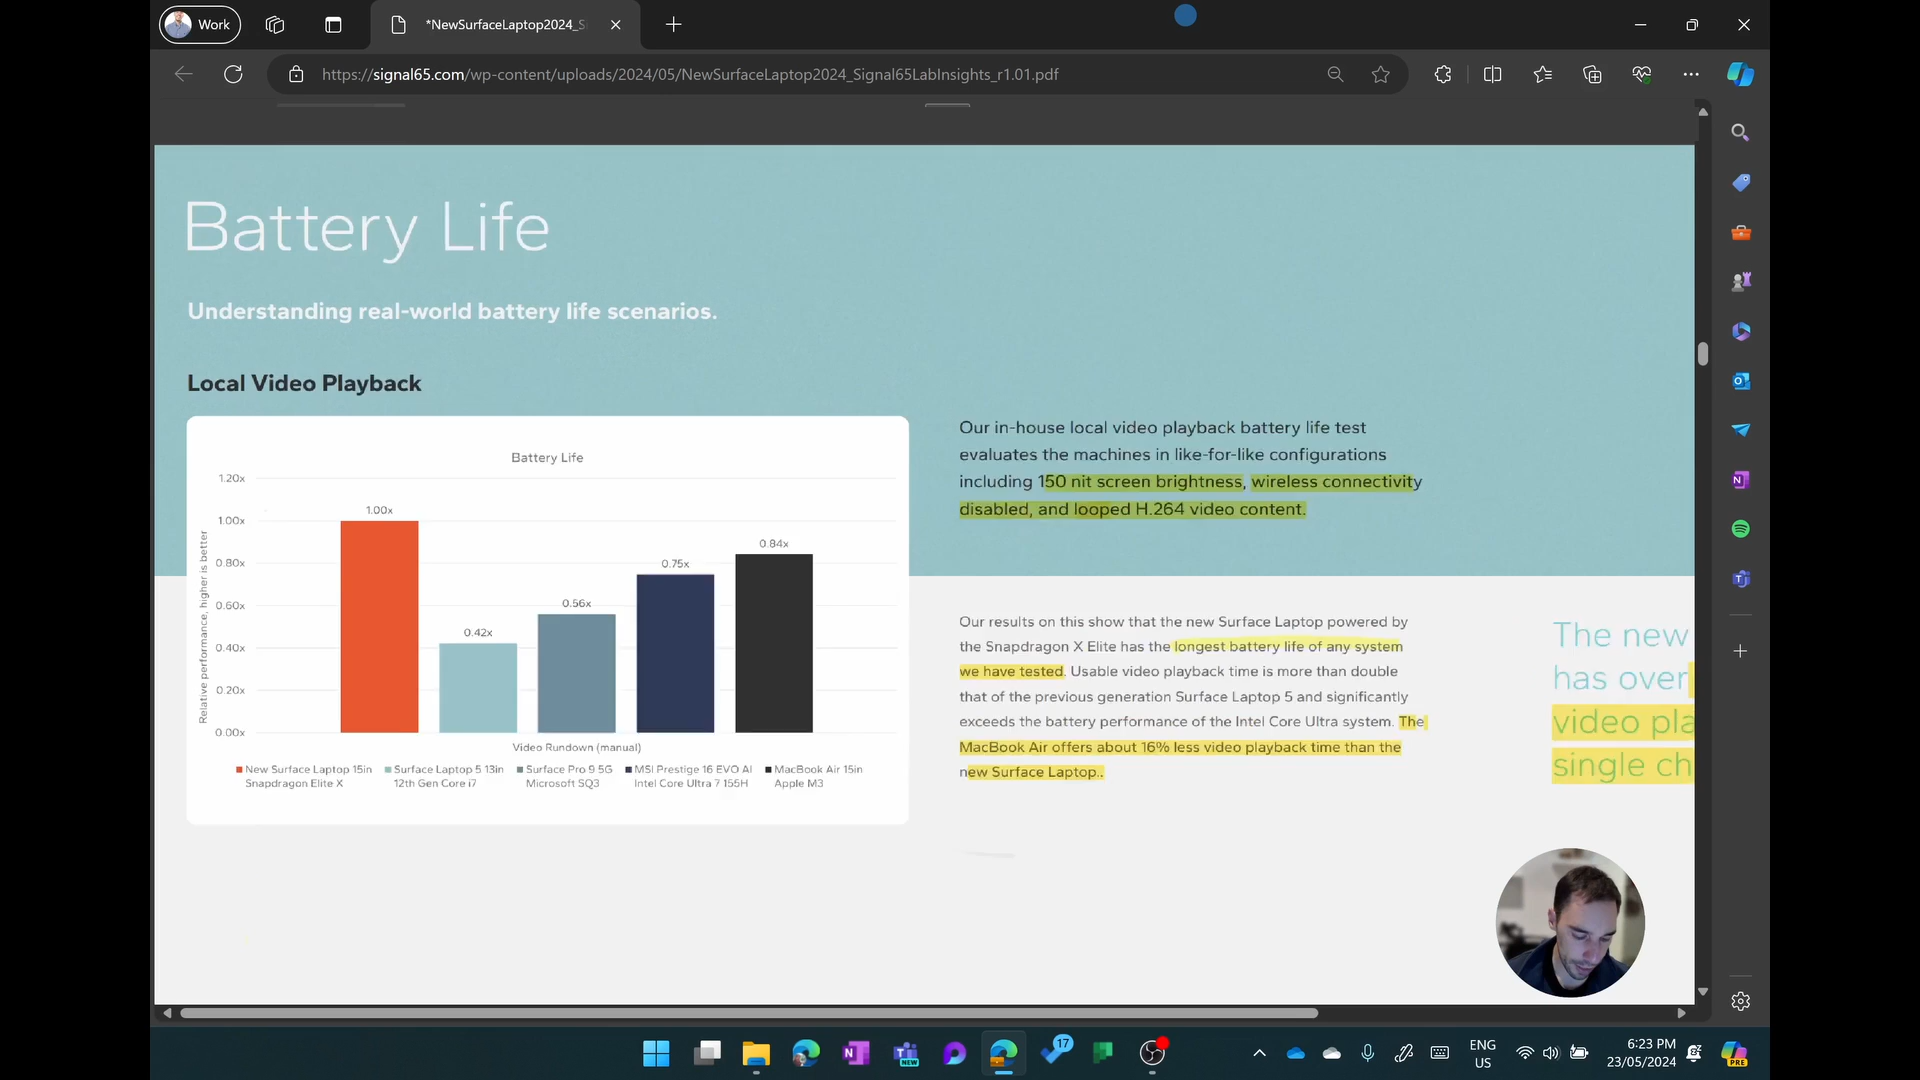 Work
*NewSurfaceLaptop2024_S
https://signal65.com/wp-content/uploads/2024/05/NewSurfaceLaptop2024_Signal65LabInsights_r1.01.pdf
Battery Life
Understanding real-world battery life scenarios.
Local Video Playback
Battery Life
Relative performance, higher is better
1.20x
1.00x
0.80x
0.60x
0.40x
0.20x
0.00x
1.00x
0.42x
0.56x
0.75x
0.84x
Video Rundown (manual)
New Surface Laptop 15in
Snapdragon Elite X
Surface Laptop 5 13in
12th Gen Core i7
Surface Pro 9 5G
Microsoft SQ3
MSI Prestige 16 EVO AI
Intel Core Ultra 7 155H
MacBook Air 15in
Apple M3
Our in-house local video playback battery life test
evaluates the machines in like-for-like configurations
including 150 nit screen brightness, wireless connectivity
disabled, and looped H.264 video content.
Our results on this show that the new Surface Laptop powered by
the Snapdragon X Elite has the longest battery life of any system
we have tested. Usable video playback time is more than double
that of the previous generation Surface Laptop 5 and significantly
exceeds the battery performance of the Intel Core Ultra system. The
MacBook Air offers about 16% less video playback time than the
new Surface Laptop..
The new
has over
video pla
single ch
17
ENG
US
6:23 PM
23/05/2024